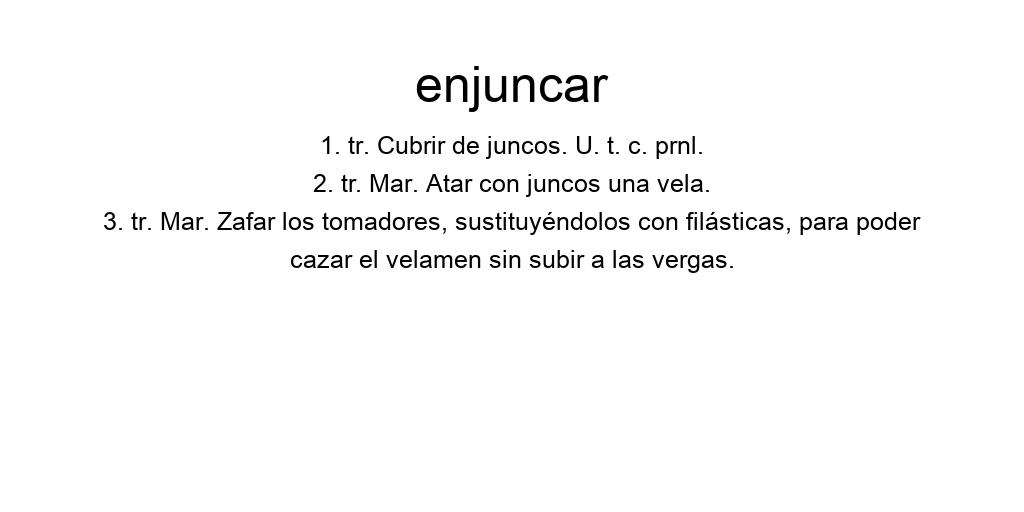 enjuncar
1. tr. Cubrir de juncos. U. t. c. prnl.
2. tr. Mar. Atar con juncos una vela.
3. tr. Mar. Zafar los tomadores, sustituyéndolos con filásticas, para poder
cazar el velamen sin subir a las vergas.